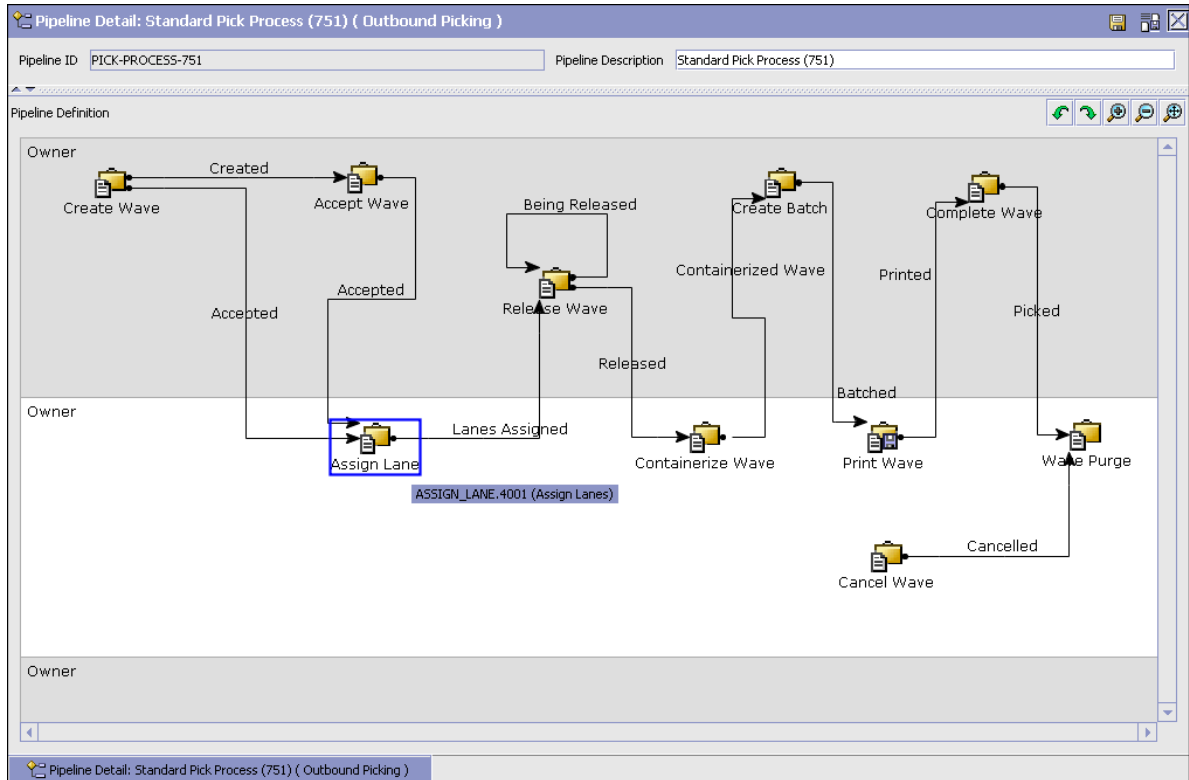 Pipeline Detail: Standard Pick Process (751) ( Outbound Picking )
Pipeline ID PICK-PROCESS-751 Pipeline Description Standard Pick Process (751)
Pipeline Definition
Owner
Created
Create Wave
Accept Wave
Being Released
Create Batch
Complete Wave
Containerized Wave
Printed
Accepted
Accepted
Release Wave
Picked
Released
Batched
Owner
Lanes Assigned
Assign Lane
Containerize Wave
Print Wave
Wave Purge
ASSIGN_LANE.4001 (Assign Lanes)
Cancelled
Cancel Wave
Owner
Pipeline Detail: Standard Pick Process (751) ( Outbound Picking )